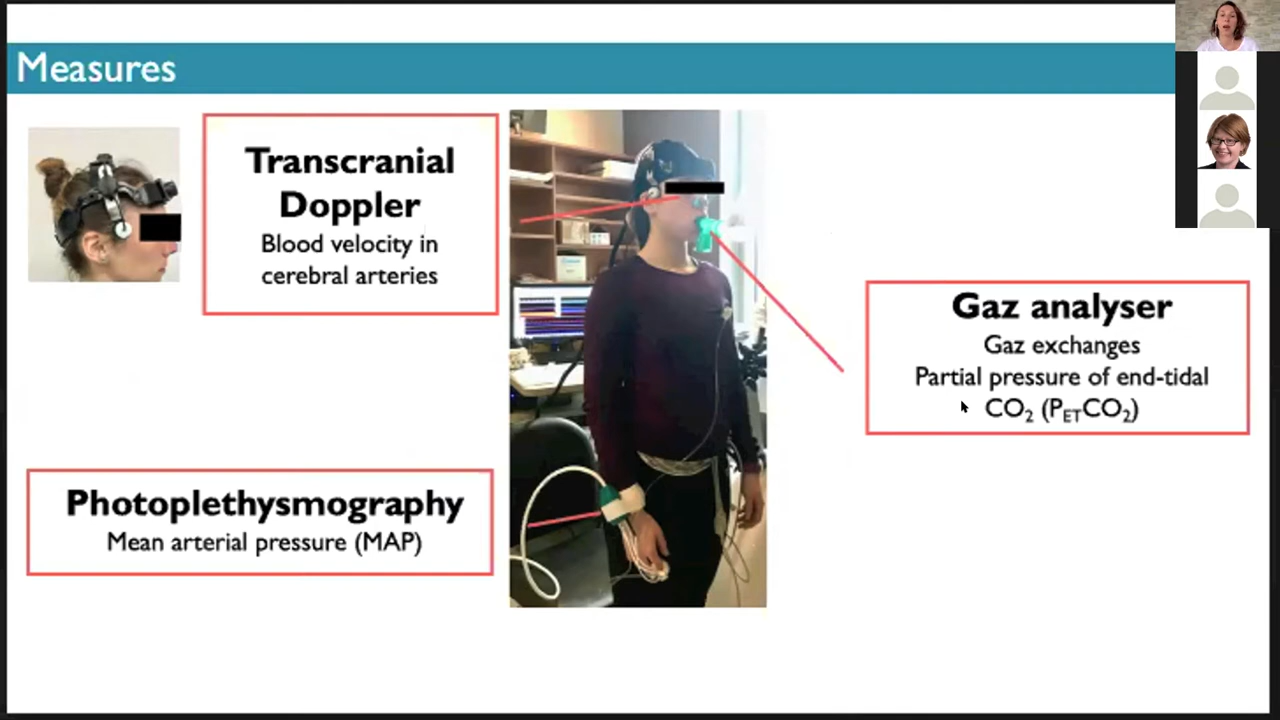 Measures
Transcranial
Doppler
Blood velocity in
cerebral arteries
Gaz analyser
Gaz exchanges
Partial pressure of end-tidal
CO₂ (P_ETCO₂)
Photoplethysmography
Mean arterial pressure (MAP)